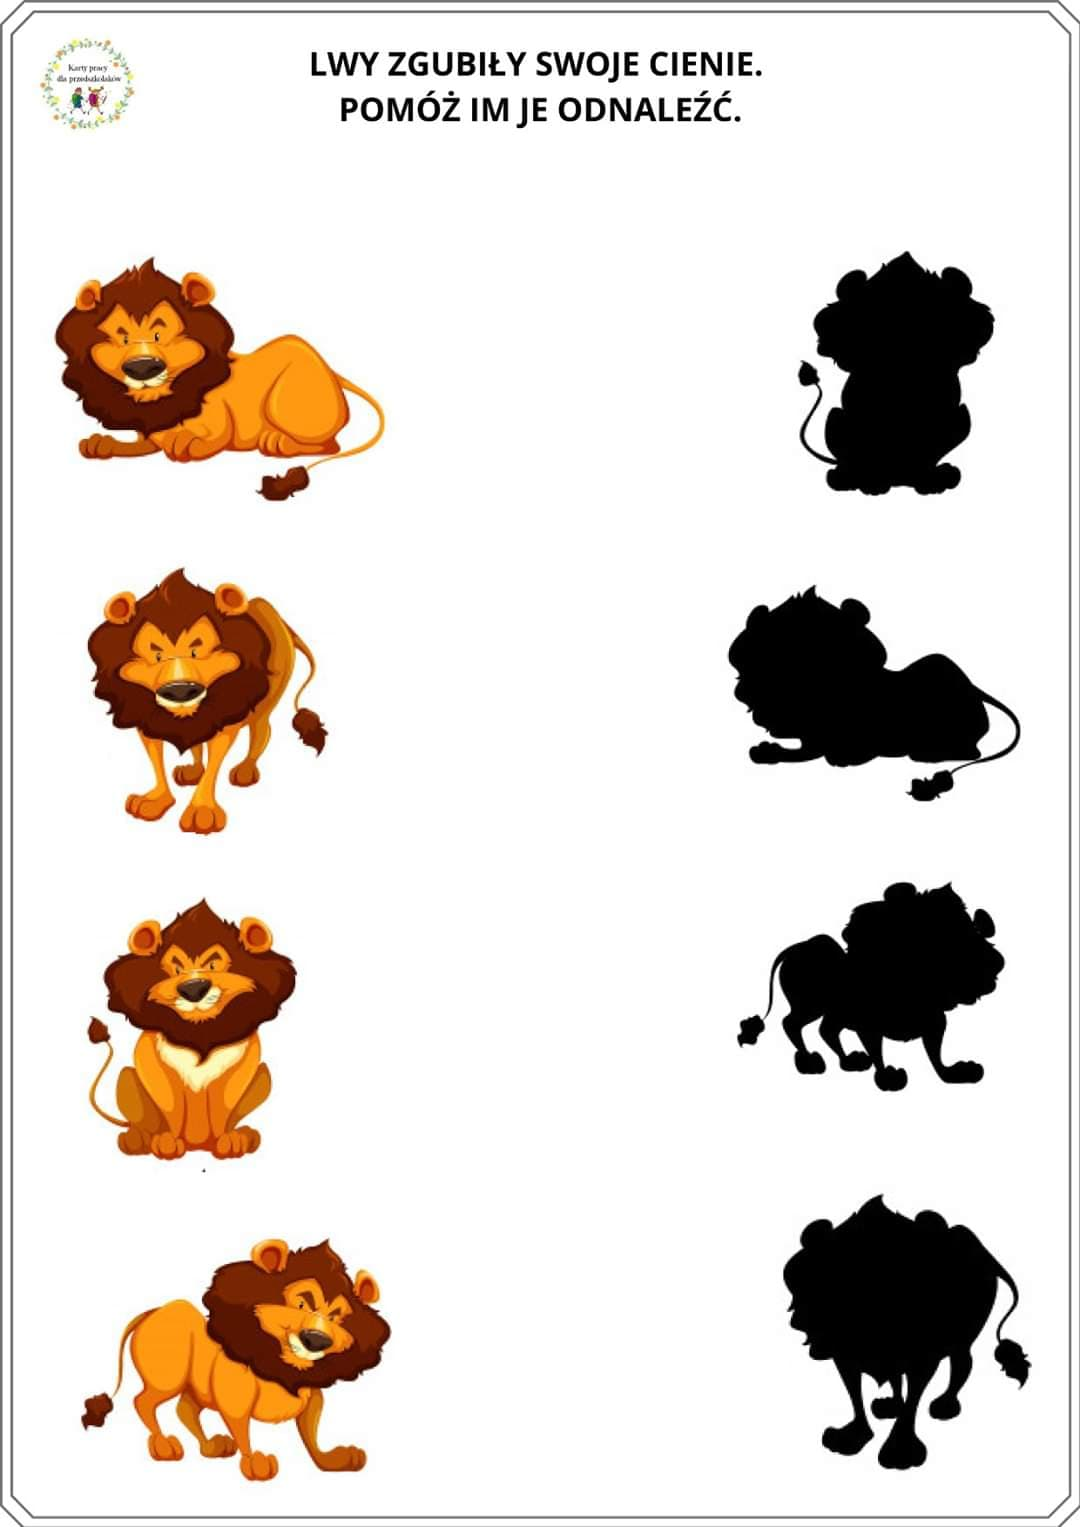 Karty pracy
dla przedszkolaków
LWY ZGUBIŁY SWOJE CIENIE.
POMÓŻ IM JE ODNALEŹĆ.